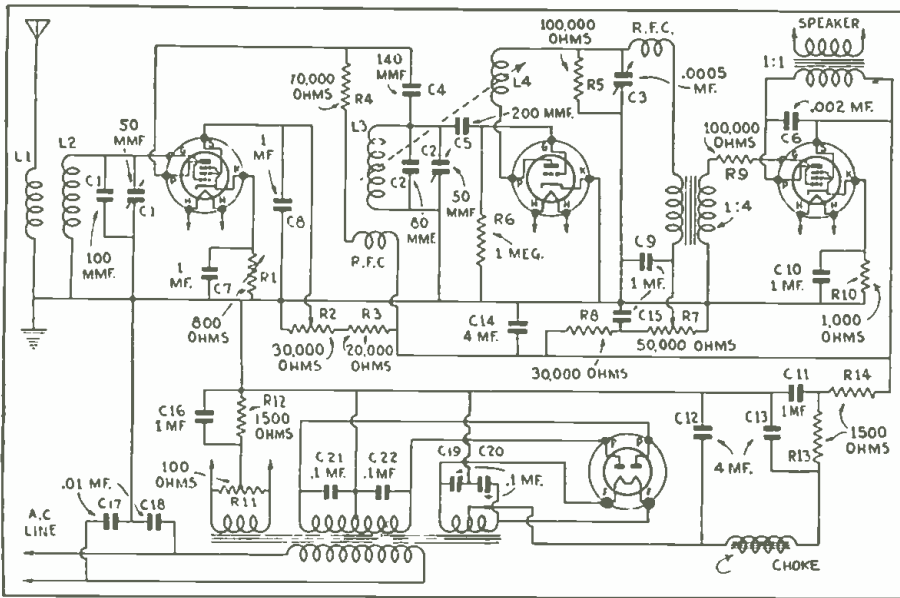 SPEAKER
1:1
100,000
OHMS
R.F.C.
140
MMF
C4
70,000
OHMS
R4
R5
C3
.0005
MF.
L4
.002 MF.
C6
50
MMF
L1
L2
L3
1
MF
200 MMF.
C5
100,000
OHMS
R9
G
P
K
H
H
G
P
K
H
H
G
P
K
H
H
C1
C1
C8
C2
C2
50
MMF
80
MMF
R6
1 MEG.
1:4
100
MMF.
1
MF.
C7
R1
R.F.C
C9
1 MF.
C10
1 MF.
R10
800
OHMS
R2
R3
C14
4 MF.
R8
C15
R7
1,000
OHMS
30,000
OHMS
20,000
OHMS
50,000 OHMS
30,000 OHMS
C11
R14
1MF
C16
1 MF
R12
1500
OHMS
C12
C13
1500
OHMS
R13
4 MF.
C21
.1 MF.
C22
.1 MF.
C19
C20
.1 MF.
P
P
100
OHMS
R11
.01 MF.
C17
C18
A.C
LINE
CHOKE